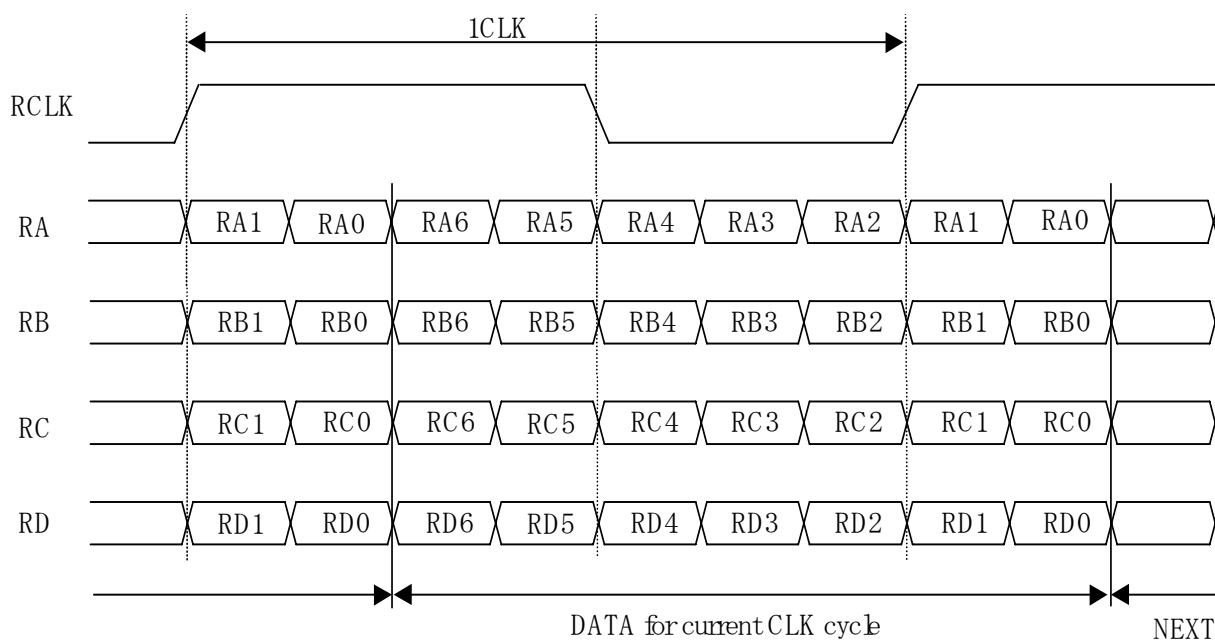 1CLK
RCLK
RA RA1 RA0 RA6 RA5 RA4 RA3 RA2 RA1 RA0
RB RB1 RB0 RB6 RB5 RB4 RB3 RB2 RB1 RB0
RC RC1 RC0 RC6 RC5 RC4 RC3 RC2 RC1 RC0
RD RD1 RD0 RD6 RD5 RD4 RD3 RD2 RD1 RD0
DATA for current CLK cycle
NEXT